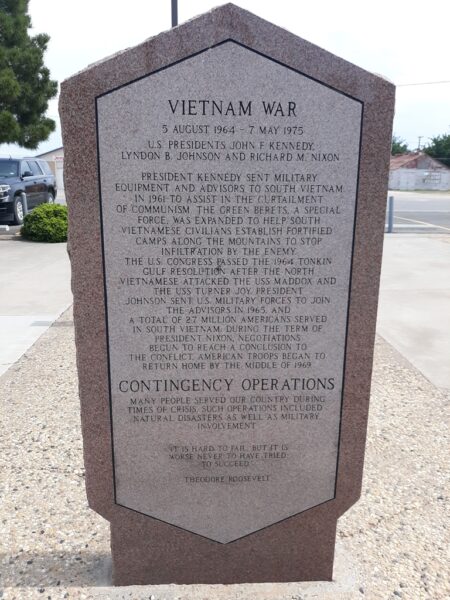 VIETNAM WAR
5 AUGUST 1964 - 7 MAY 1975
U.S. PRESIDENTS JOHN F. KENNEDY,
LYNDON B. JOHNSON AND RICHARD M. NIXON
PRESIDENT KENNEDY SENT MILITARY
EQUIPMENT AND ADVISORS TO SOUTH VIETNAM
IN 1961 TO ASSIST IN THE CURTAILMENT
OF COMMUNISM. THE GREEN BERETS, A SPECIAL
FORCE, WAS EXPANDED TO HELP SOUTH
VIETNAMESE CIVILIANS ESTABLISH FORTIFIED
CAMPS ALONG THE MOUNTAINS TO STOP
INFILTRATION BY THE ENEMY.
THE U.S. CONGRESS PASSED THE 1964 TONKIN
GULF RESOLUTION AFTER THE NORTH
VIETNAMESE ATTACKED THE USS MADDOX AND
THE USS TURNER JOY. PRESIDENT
JOHNSON SENT U.S. MILITARY FORCES TO JOIN
THE ADVISORS IN 1965, AND
A TOTAL OF 2.7 MILLION AMERICANS SERVED
IN SOUTH VIETNAM. DURING THE TERM OF
PRESIDENT NIXON, NEGOTIATIONS
BEGUN TO REACH A CONCLUSION TO
THE CONFLICT. AMERICAN TROOPS BEGAN TO
RETURN HOME BY THE MIDDLE OF 1969.
CONTINGENCY OPERATIONS
MANY PEOPLE SERVED OUR COUNTRY DURING
TIMES OF CRISIS. SUCH OPERATIONS INCLUDED
NATURAL DISASTERS AS WELL AS MILITARY
INVOLVEMENT.
"IT IS HARD TO FAIL, BUT IT IS
WORSE NEVER TO HAVE TRIED
TO SUCCEED."
THEODORE ROOSEVELT